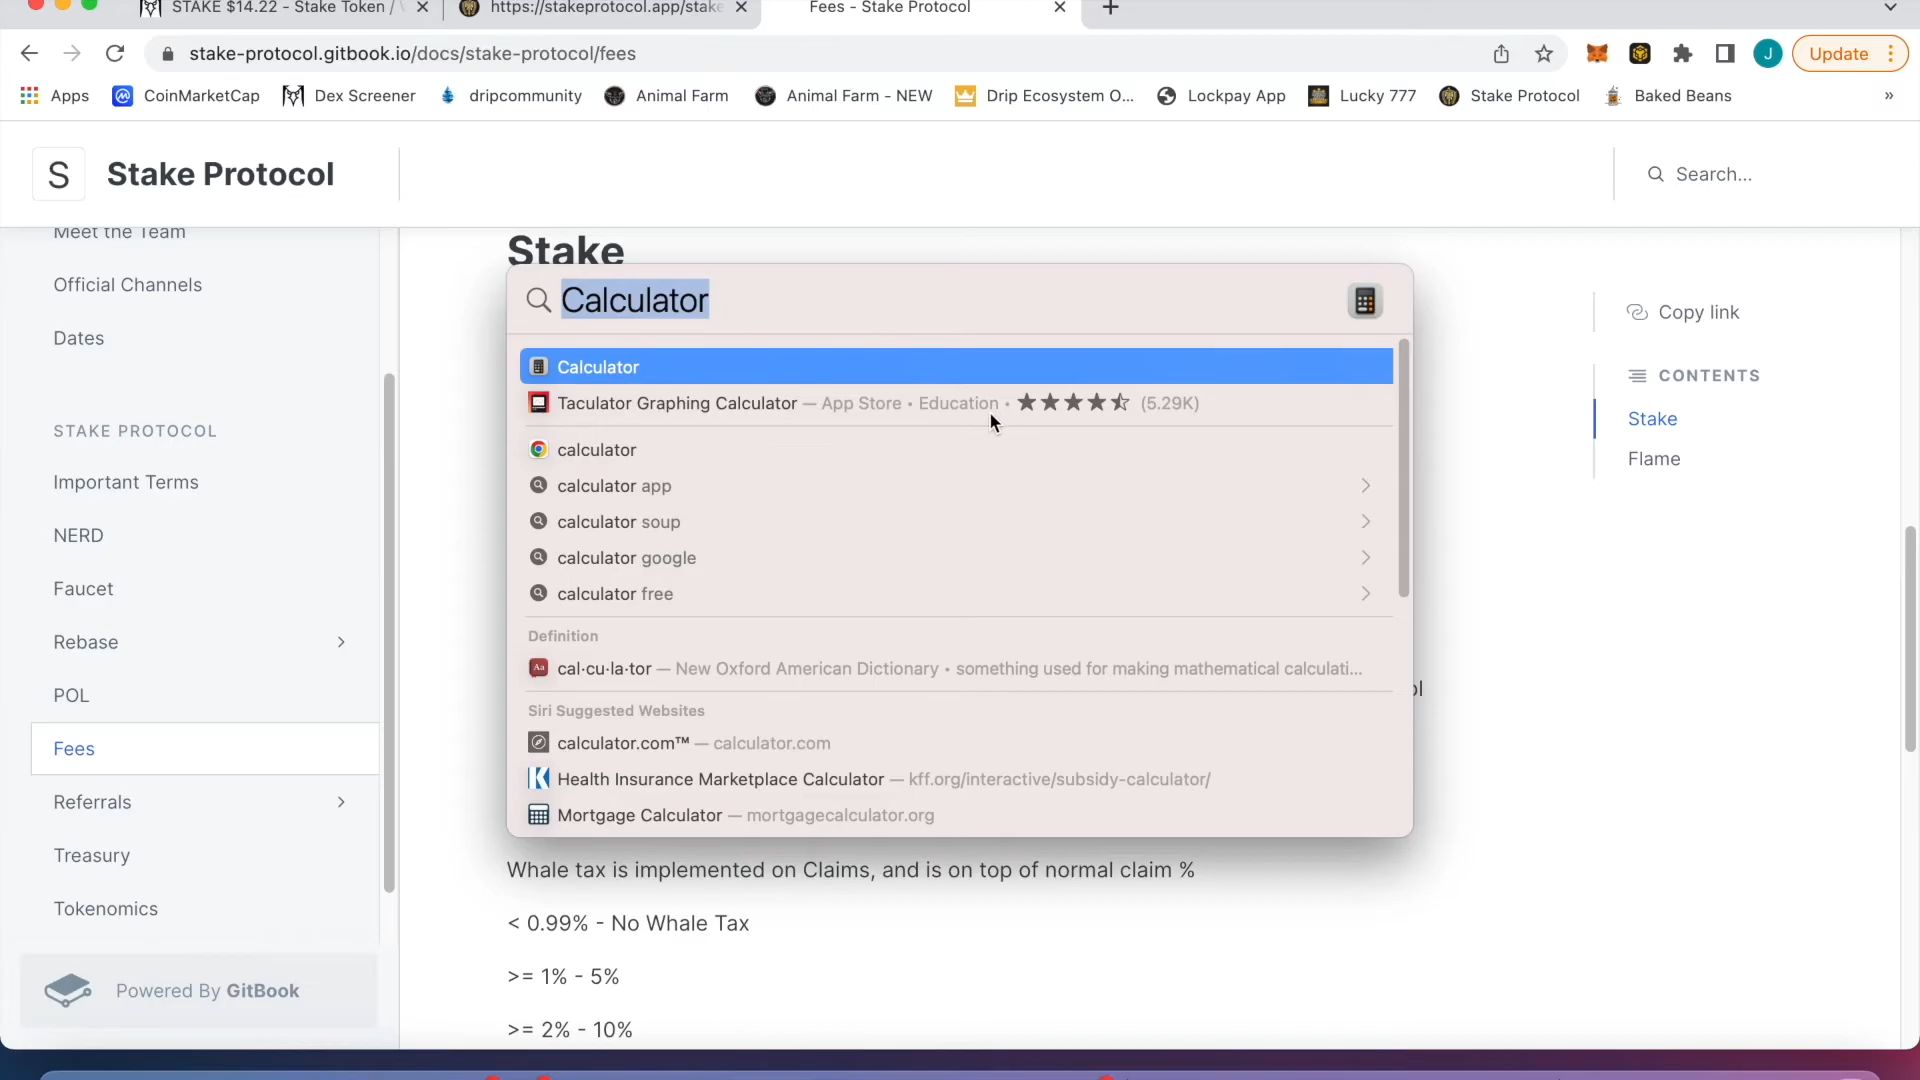 STAKE $14.22 - Stake Token /
https://stakeprotocol.app/stake
Fees - Stake Protocol
stake-protocol.gitbook.io/docs/stake-protocol/fees
J
Update
Apps
CoinMarketCap
Dex Screener
dripcommunity
Animal Farm
Animal Farm - NEW
Drip Ecosystem O...
Lockpay App
Lucky 777
Stake Protocol
Baked Beans
»
S
Stake Protocol
Search...
Meet the Team
Official Channels
Dates
STAKE PROTOCOL
Important Terms
NERD
Faucet
Rebase
POL
Fees
Referrals
Treasury
Tokenomics
Powered By GitBook
Stake
Calculator
Calculator
Taculator Graphing Calculator — App Store • Education • ★★★★⯪ (5.29K)
calculator
calculator app
calculator soup
calculator google
calculator free
Definition
Aa
cal·cu·la·tor — New Oxford American Dictionary • something used for making mathematical calculati...
Siri Suggested Websites
calculator.com™ — calculator.com
Health Insurance Marketplace Calculator — kff.org/interactive/subsidy-calculator/
Mortgage Calculator — mortgagecalculator.org
Whale tax is implemented on Claims, and is on top of normal claim %
< 0.99% - No Whale Tax
>= 1% - 5%
>= 2% - 10%
Copy link
CONTENTS
Stake
Flame